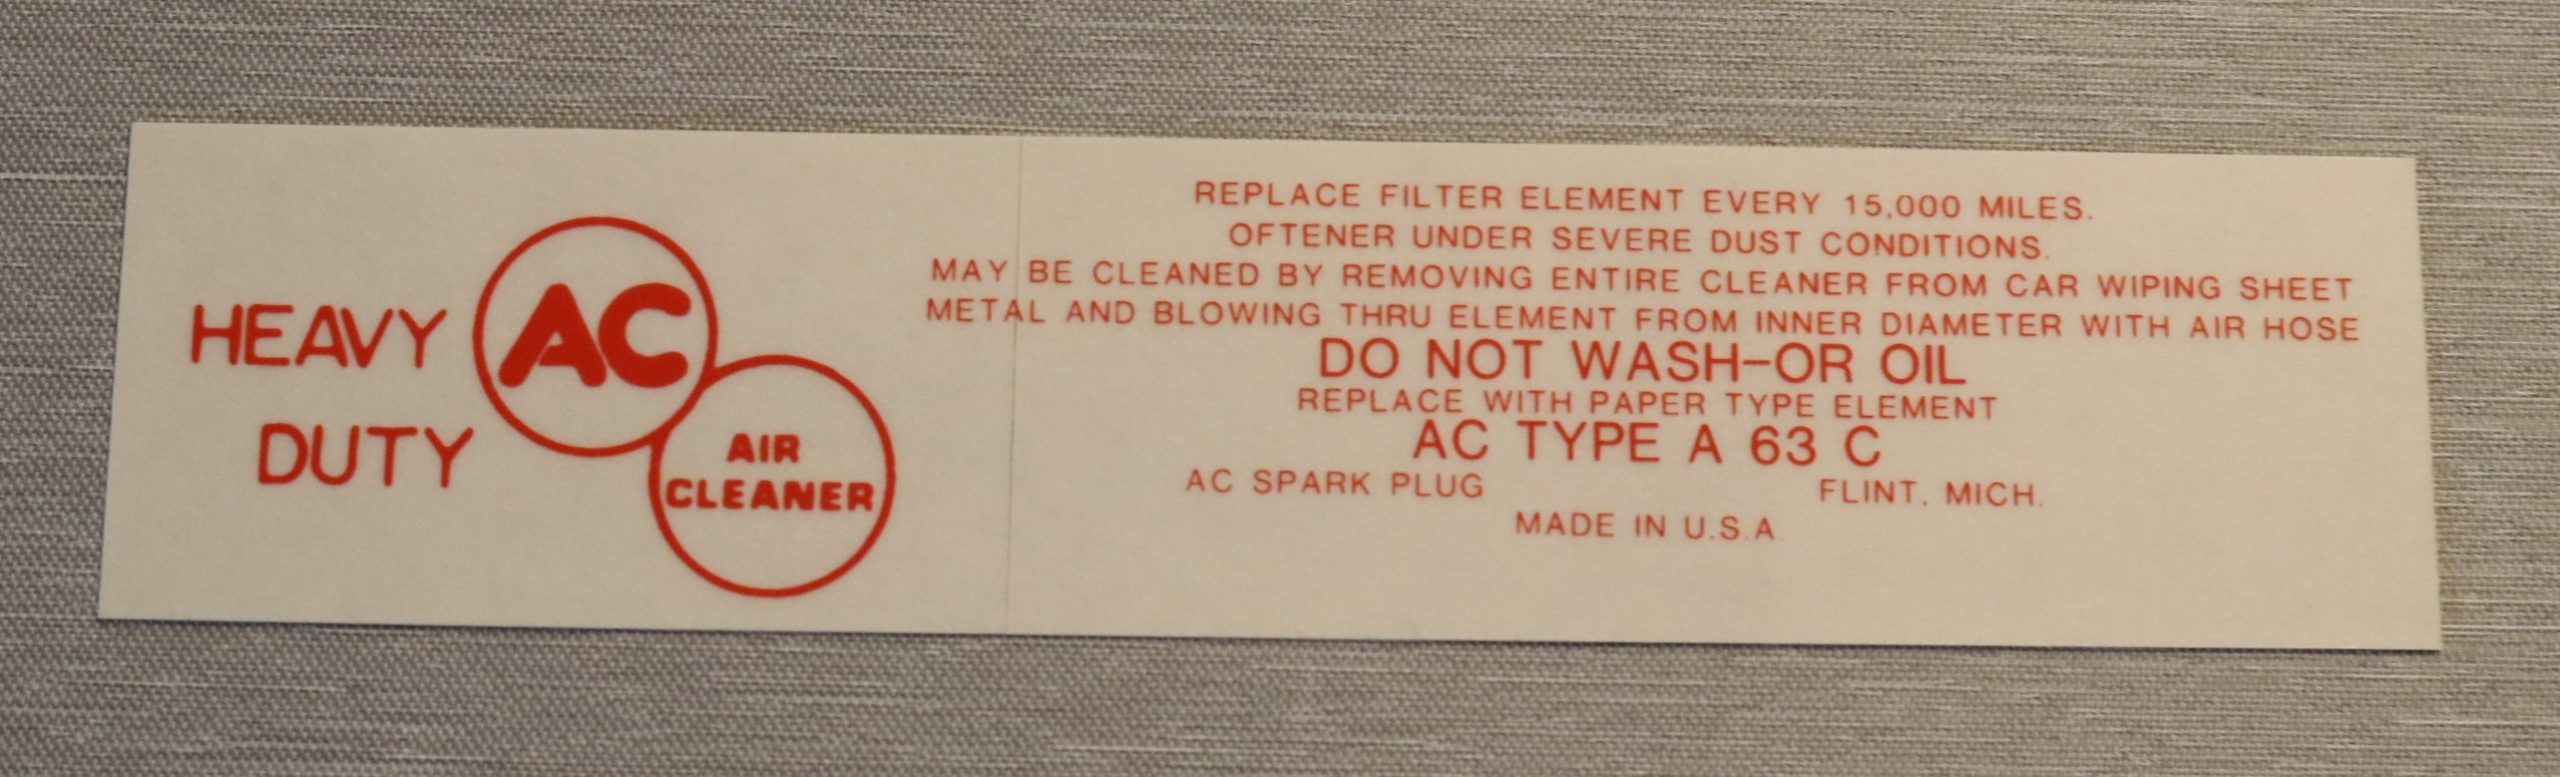 HEAVY
DUTY
AC
AIR
CLEANER
REPLACE FILTER ELEMENT EVERY 15,000 MILES.
OFTENER UNDER SEVERE DUST CONDITIONS.
MAY BE CLEANED BY REMOVING ENTIRE CLEANER FROM CAR WIPING SHEET
METAL AND BLOWING THRU ELEMENT FROM INNER DIAMETER WITH AIR HOSE
DO NOT WASH-OR OIL
REPLACE WITH PAPER TYPE ELEMENT
AC TYPE A 63 C
AC SPARK PLUG FLINT, MICH.
MADE IN U.S.A.